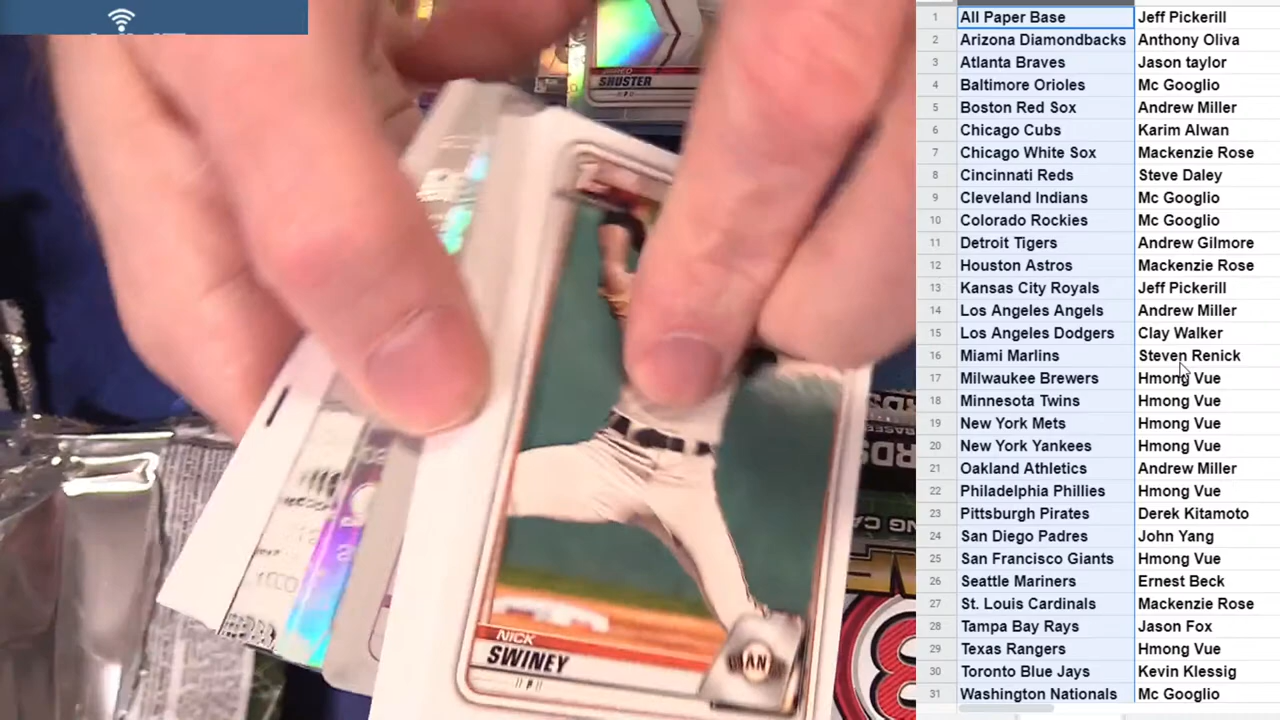 JARED
SHUSTER
P
NICK
SWINEY
P
1 All Paper Base Jeff Pickerill
2 Arizona Diamondbacks Anthony Oliva
3 Atlanta Braves Jason taylor
4 Baltimore Orioles Mc Googlio
5 Boston Red Sox Andrew Miller
6 Chicago Cubs Karim Alwan
7 Chicago White Sox Mackenzie Rose
8 Cincinnati Reds Steve Daley
9 Cleveland Indians Mc Googlio
10 Colorado Rockies Mc Googlio
11 Detroit Tigers Andrew Gilmore
12 Houston Astros Mackenzie Rose
13 Kansas City Royals Jeff Pickerill
14 Los Angeles Angels Andrew Miller
15 Los Angeles Dodgers Clay Walker
16 Miami Marlins Steven Renick
17 Milwaukee Brewers Hmong Vue
18 Minnesota Twins Hmong Vue
19 New York Mets Hmong Vue
20 New York Yankees Hmong Vue
21 Oakland Athletics Andrew Miller
22 Philadelphia Phillies Hmong Vue
23 Pittsburgh Pirates Derek Kitamoto
24 San Diego Padres John Yang
25 San Francisco Giants Hmong Vue
26 Seattle Mariners Ernest Beck
27 St. Louis Cardinals Mackenzie Rose
28 Tampa Bay Rays Jason Fox
29 Texas Rangers Hmong Vue
30 Toronto Blue Jays Kevin Klessig
31 Washington Nationals Mc Googlio